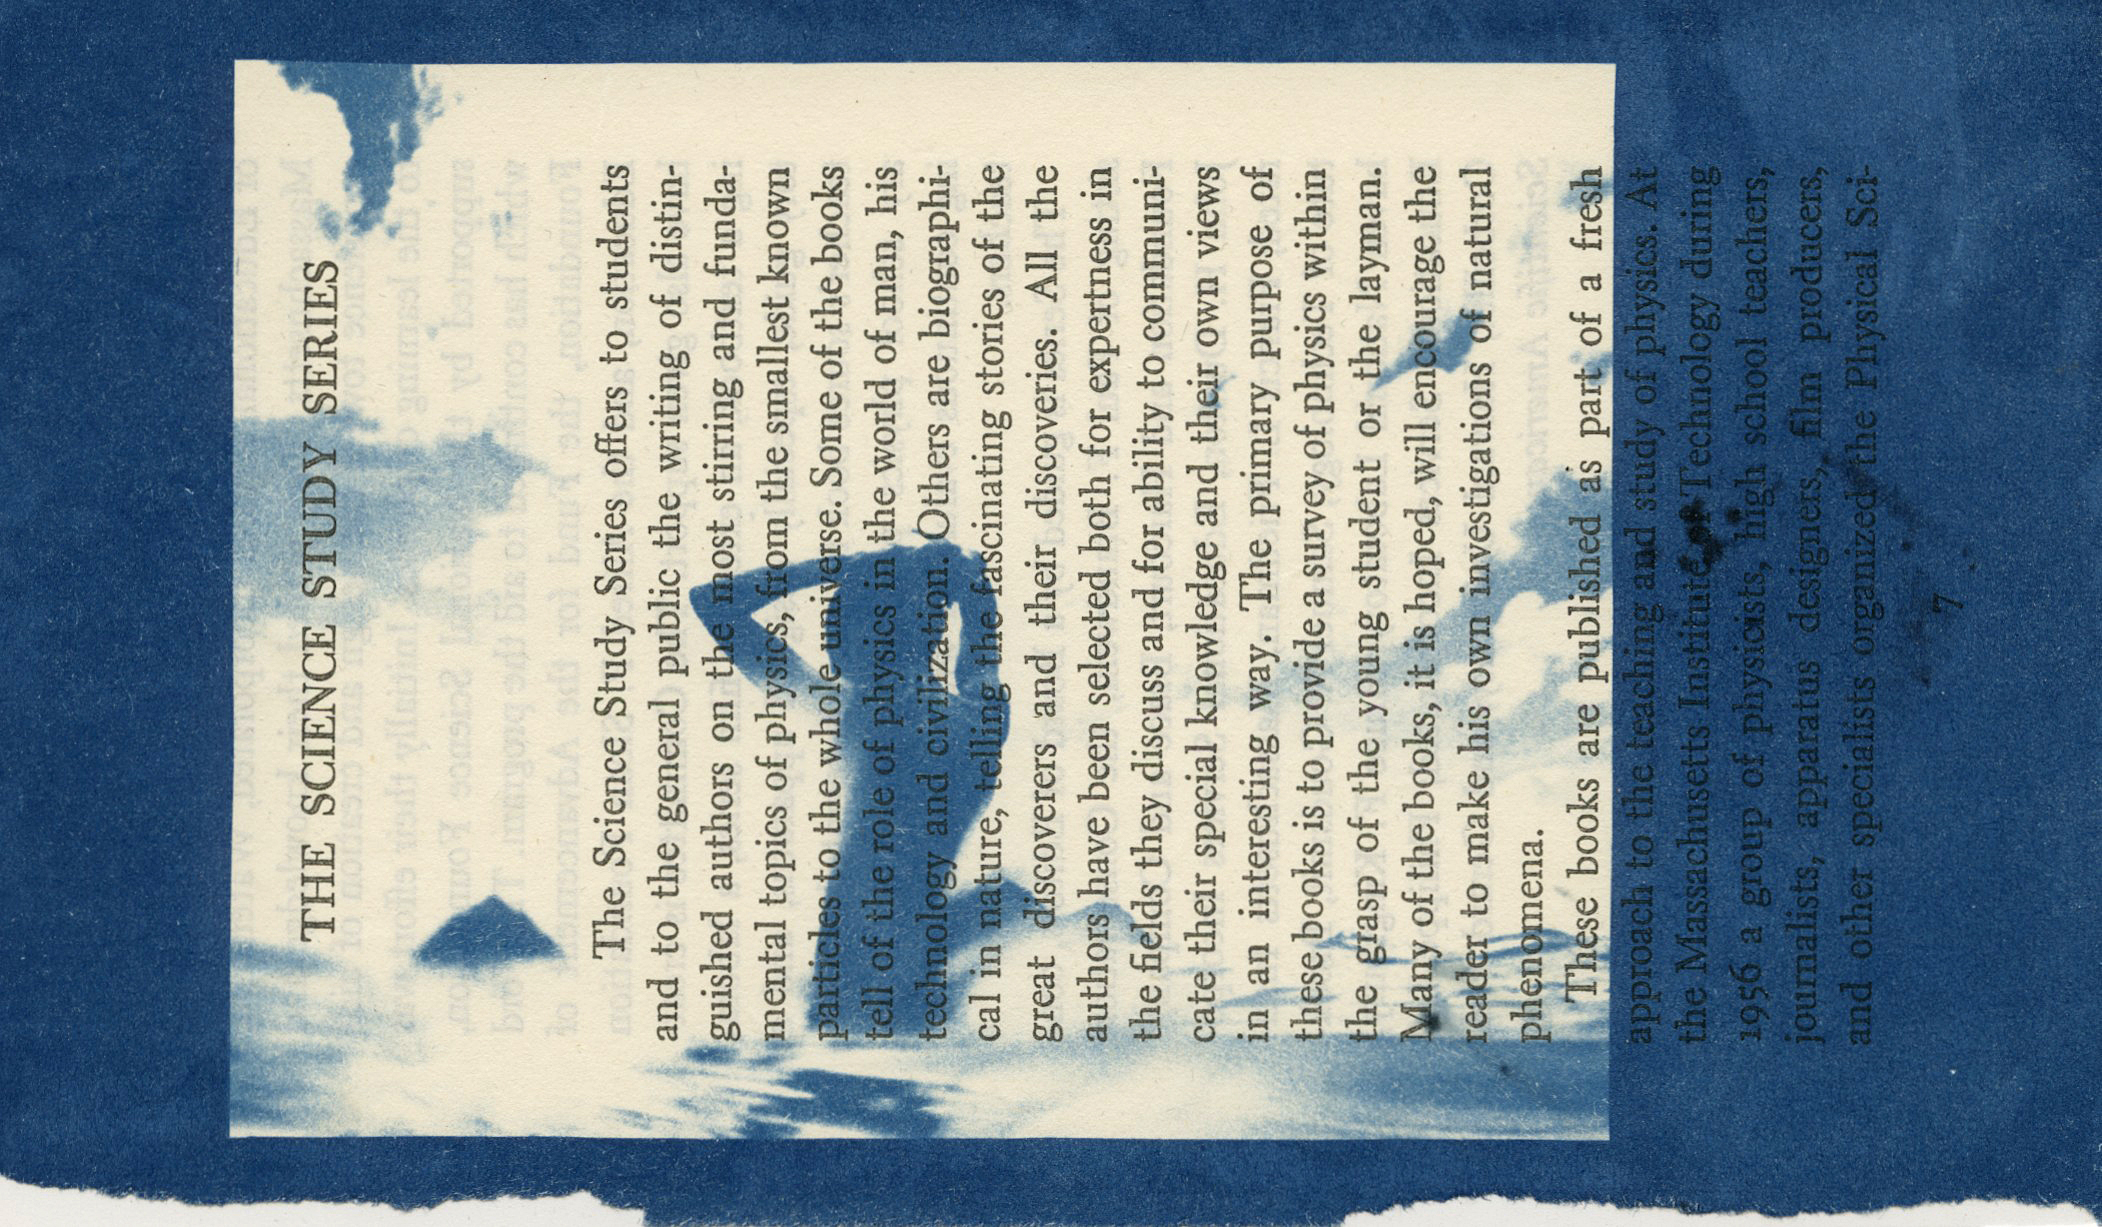 THE SCIENCE STUDY SERIES
The Science Study Series offers to students
and to the general public the writing of distin-
guished authors on the most stirring and funda-
mental topics of physics, from the smallest known
particles to the whole universe. Some of the books
tell of the role of physics in the world of man, his
technology and civilization. Others are biographi-
cal in nature, telling the fascinating stories of the
great discoverers and their discoveries. All the
authors have been selected both for expertness in
the fields they discuss and for ability to communi-
cate their special knowledge and their own views
in an interesting way. The primary purpose of
these books is to provide a survey of physics within
the grasp of the young student or the layman.
Many of the books, it is hoped, will encourage the
reader to make his own investigations of natural
phenomena.
These books are published as part of a fresh
approach to the teaching and study of physics. At
the Massachusetts Institute of Technology during
1956 a group of physicists, high school teachers,
journalists, apparatus designers, film producers,
and other specialists organized the Physical Sci-
7